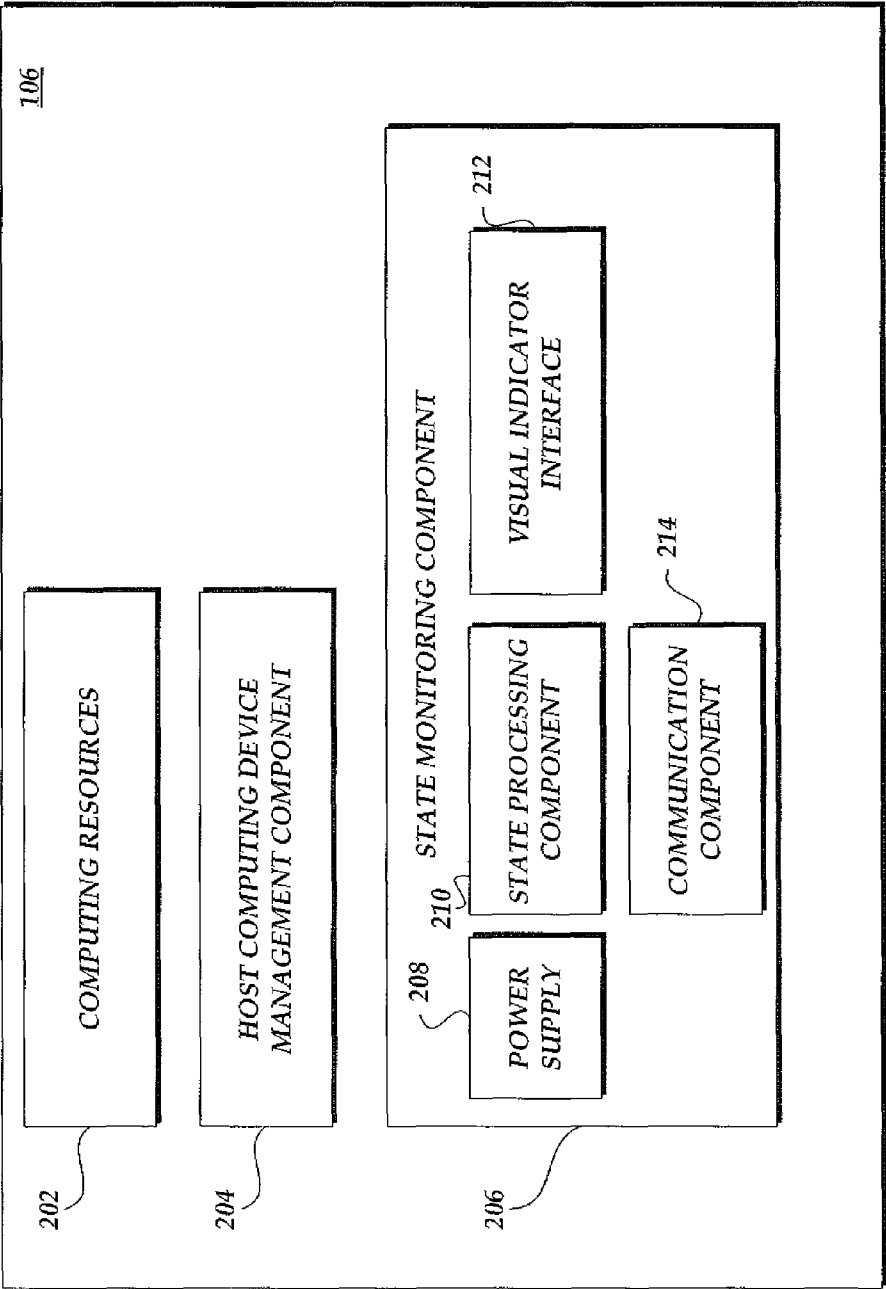 106
202
COMPUTING RESOURCES
204
HOST COMPUTING DEVICE
MANAGEMENT COMPONENT
206
STATE MONITORING COMPONENT
208
POWER
SUPPLY
210
STATE PROCESSING
COMPONENT
212
VISUAL INDICATOR
INTERFACE
214
COMMUNICATION
COMPONENT